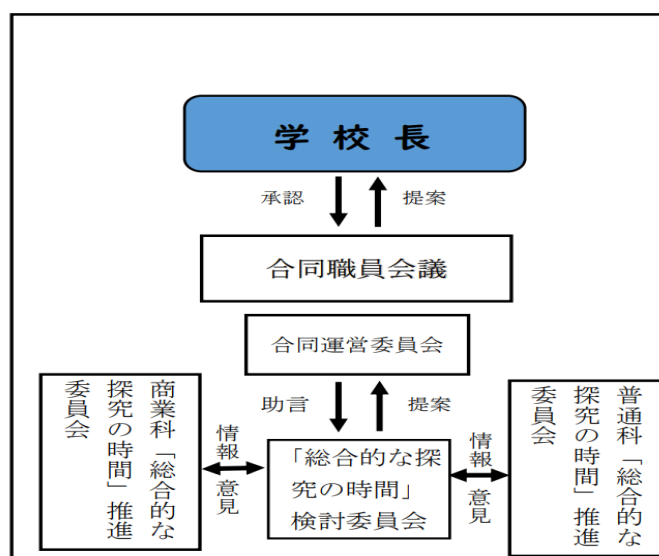 学校長
承認
提案
合同職員会議
合同運営委員会
助言
提案
商業科「総合的な
探究の時間」推進
委員会
情報
意見
「総合的な探
究の時間」
検討委員会
情報
意見
普通科「総合的な
探究の時間」推進
委員会